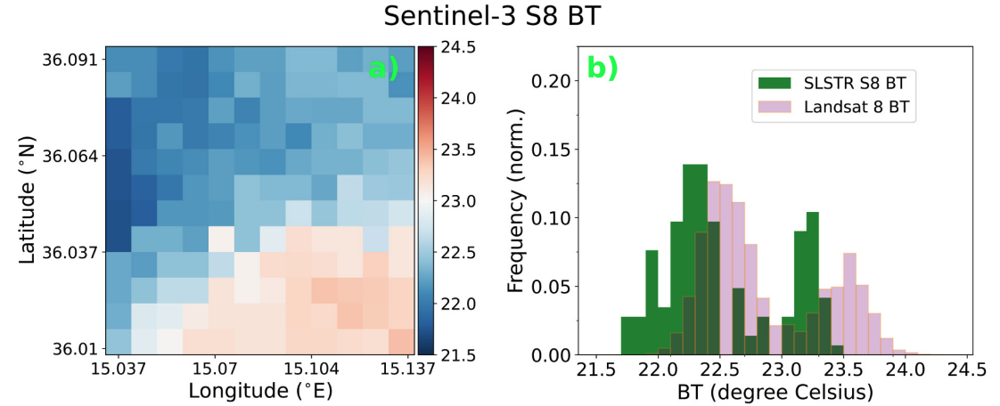 Sentinel-3 S8 BT
a)
36.091
36.064
36.037
36.01
Latitude (°N)
15.037 15.07 15.104 15.137
Longitude (°E)
24.5
24.0
23.5
23.0
22.5
22.0
21.5
b)
SLSTR S8 BT
Landsat 8 BT
0.20
0.15
0.10
0.05
0.00
Frequency (norm.)
21.5 22.0 22.5 23.0 23.5 24.0 24.5
BT (degree Celsius)